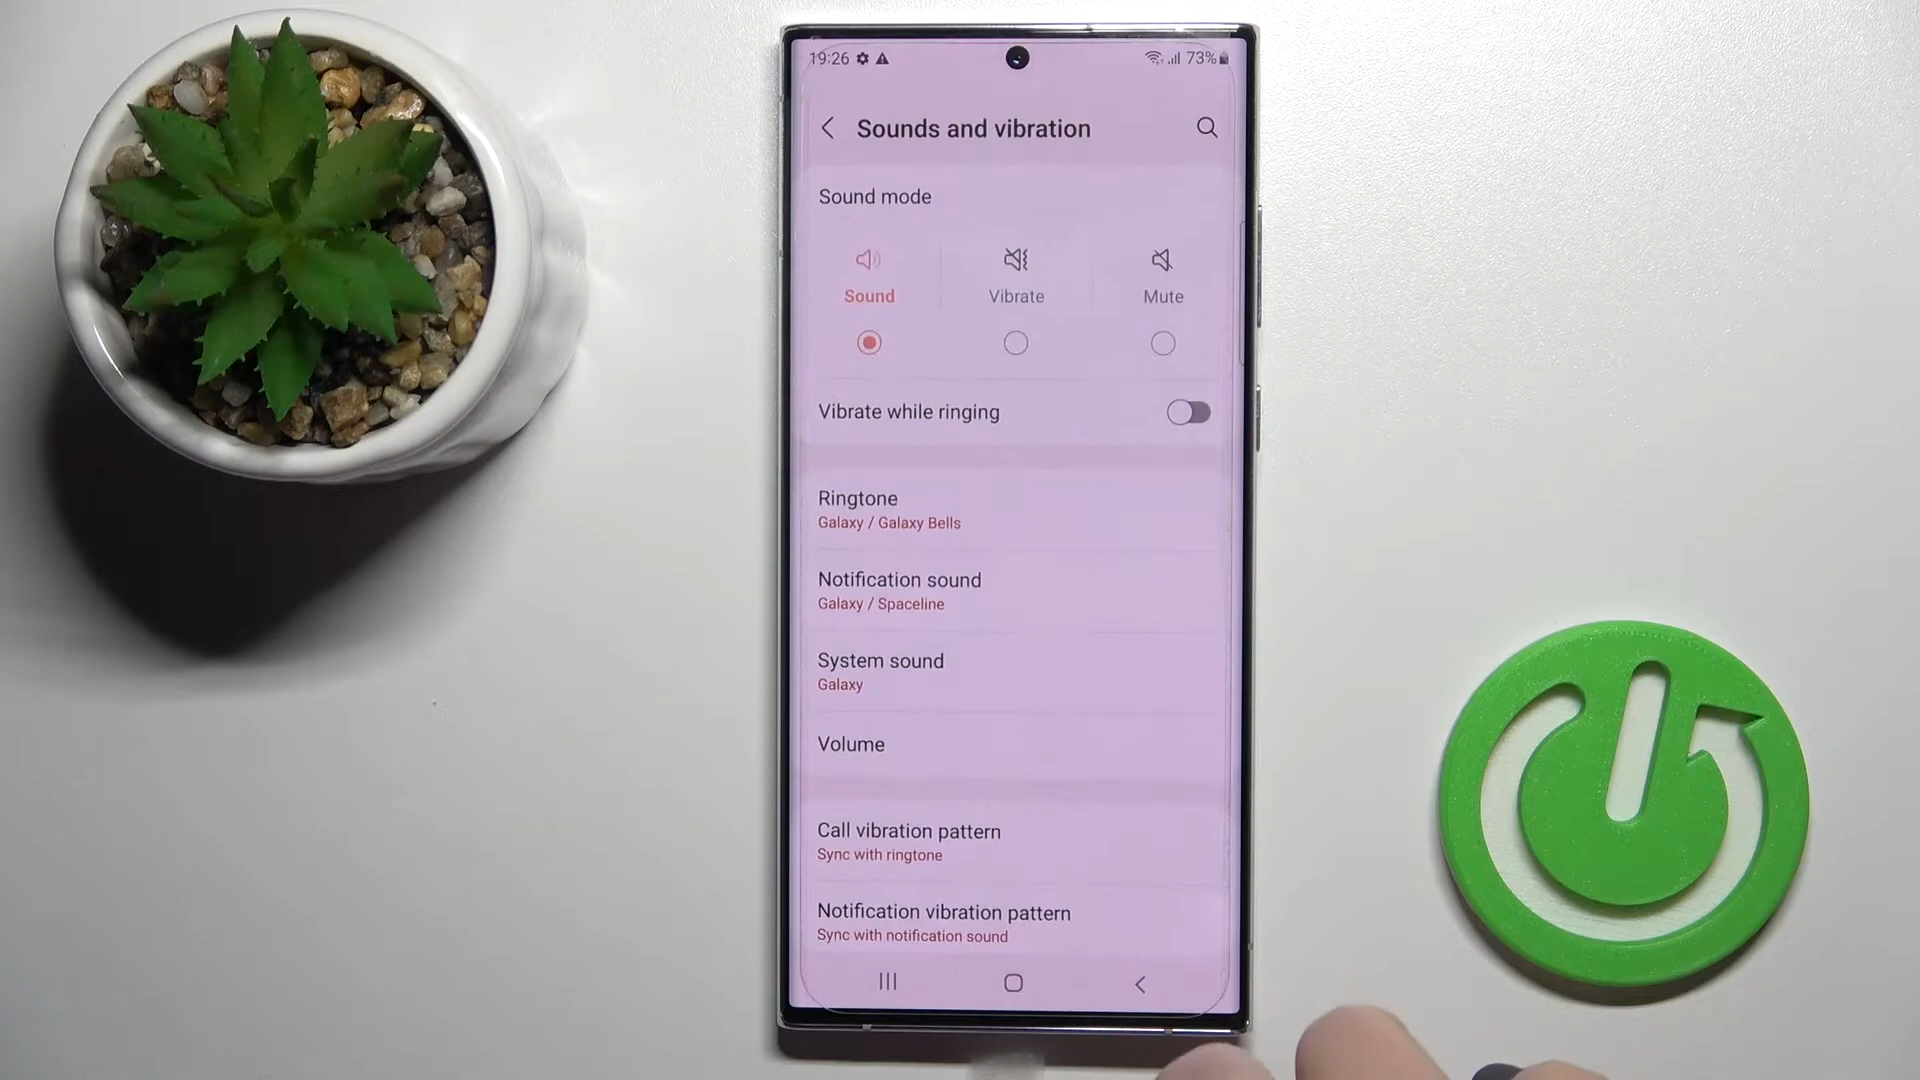 19:26 73%
Sounds and vibration
Sound mode
Sound Vibrate Mute
Vibrate while ringing
Ringtone
Galaxy / Galaxy Bells
Notification sound
Galaxy / Spaceline
System sound
Galaxy
Volume
Call vibration pattern
Sync with ringtone
Notification vibration pattern
Sync with notification sound